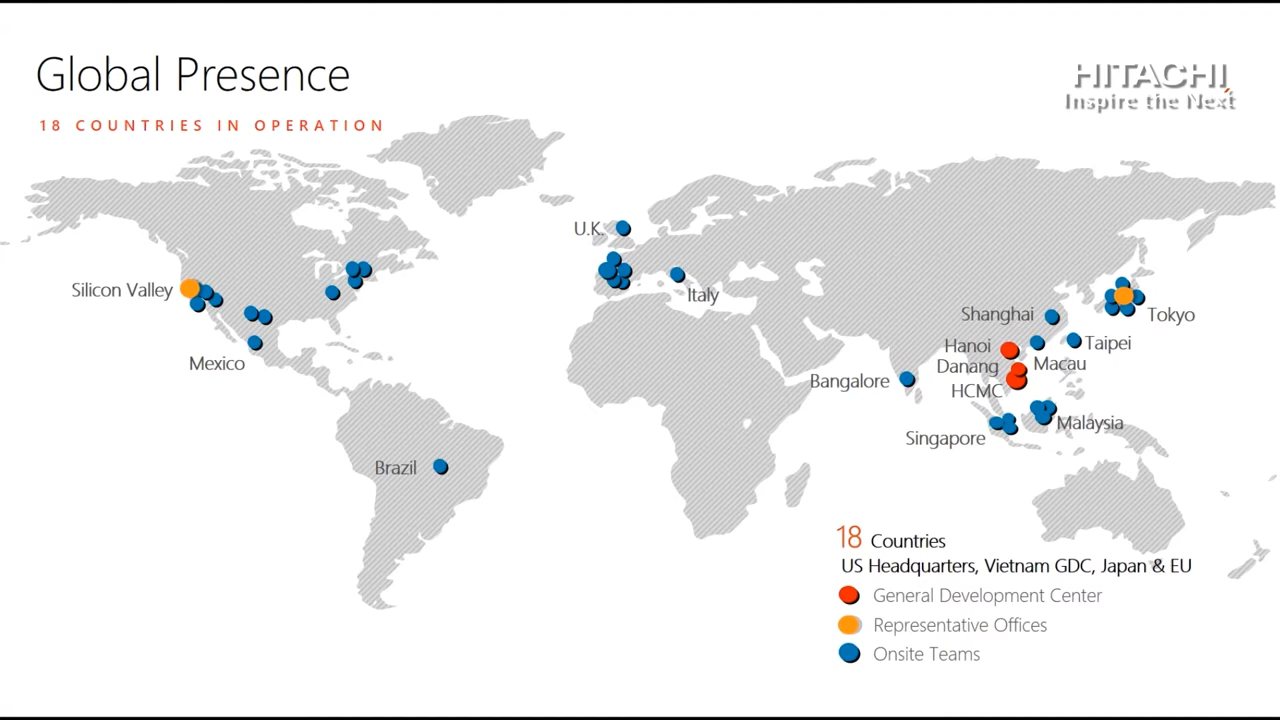 Global Presence
18 COUNTRIES IN OPERATION
HITACHI
Inspire the Next
U.K.
Silicon Valley
Italy
Shanghai
Tokyo
Hanoi
Taipei
Mexico
Danang
Macau
Bangalore
HCMC
Malaysia
Singapore
Brazil
18 Countries
US Headquarters, Vietnam GDC, Japan & EU
General Development Center
Representative Offices
Onsite Teams